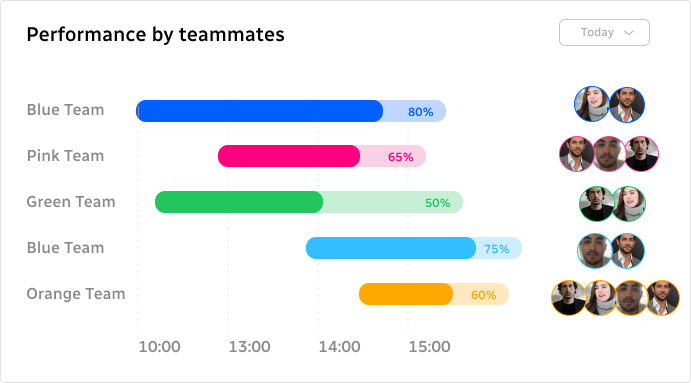 Performance by teammates
Today
Blue Team
80%
Pink Team
65%
Green Team
50%
Blue Team
75%
Orange Team
60%
10:00
13:00
14:00
15:00